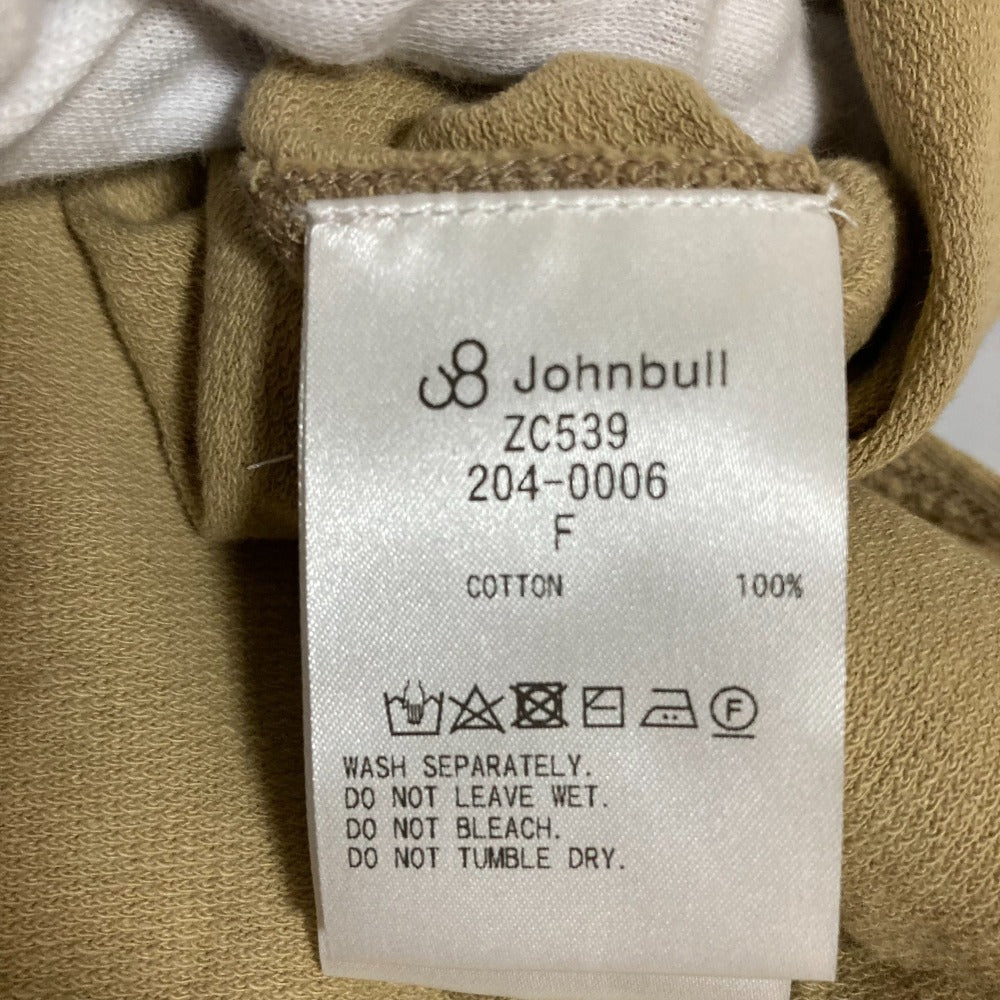 Johnbull
ZC539
204-0006
F
COTTON 100%
F
WASH SEPARATELY.
DO NOT LEAVE WET.
DO NOT BLEACH.
DO NOT TUMBLE DRY.